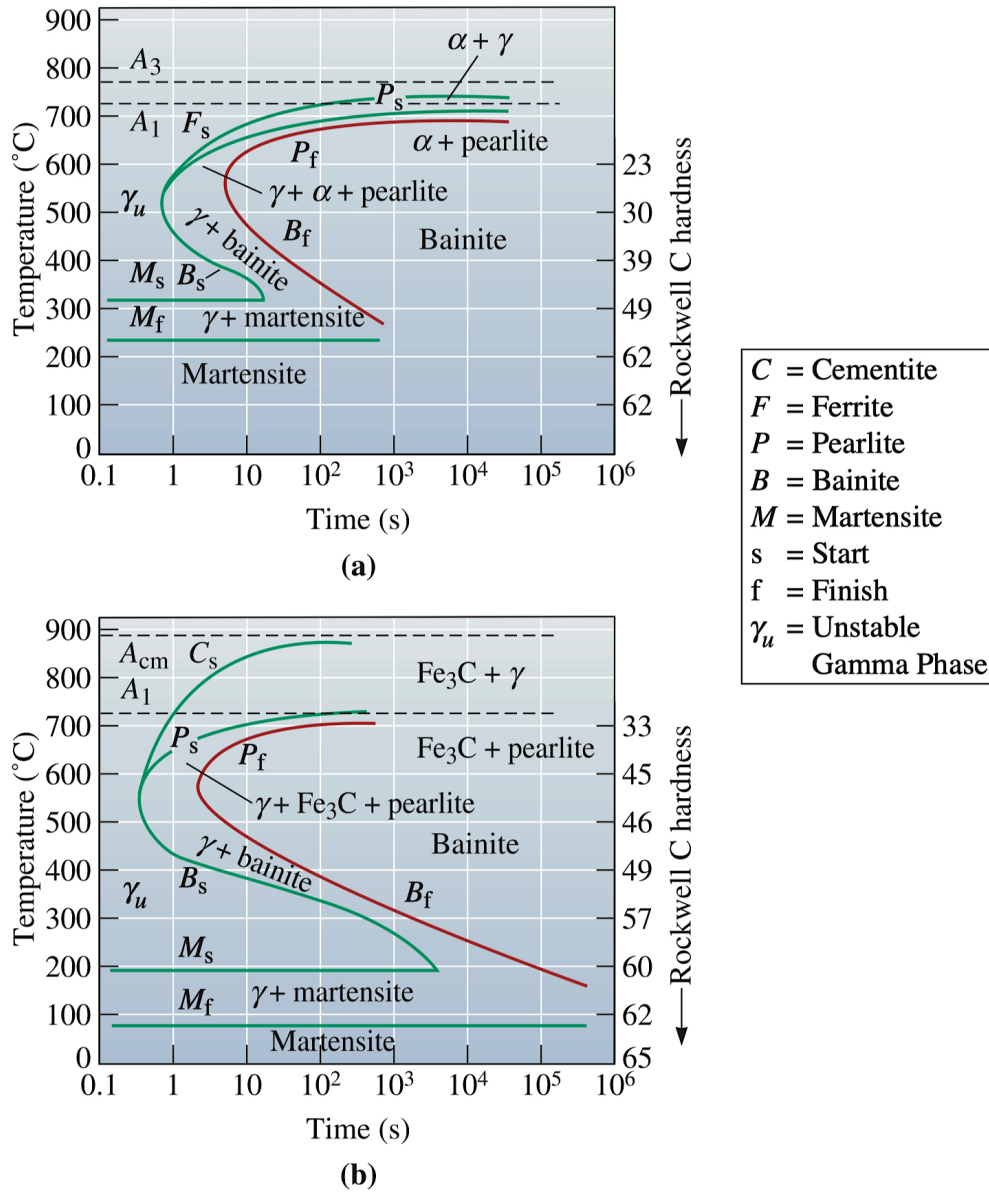 900
800
700
600
500
400
300
200
100
0
Temperature (°C)
A3
A1
Fs
Ps
α + γ
Pf
α + pearlite
γ + α + pearlite
γu
γ + bainite
Bf
Bainite
Ms
Bs
Mf
γ + martensite
Martensite
23
30
39
49
62
62
Rockwell C hardness
0.1
1
10
10²
10³
10⁴
10⁵
10⁶
Time (s)
(a)
C = Cementite
F = Ferrite
P = Pearlite
B = Bainite
M = Martensite
s = Start
f = Finish
γu = Unstable
Gamma Phase
900
800
700
600
500
400
300
200
100
0
Temperature (°C)
Acm
Cs
A1
Fe₃C + γ
Ps
Pf
Fe₃C + pearlite
γ + Fe₃C + pearlite
Bainite
γ + bainite
Bs
Bf
γu
Ms
Mf
γ + martensite
Martensite
33
45
46
49
57
60
62
65
Rockwell C hardness
0.1
1
10
10²
10³
10⁴
10⁵
10⁶
Time (s)
(b)